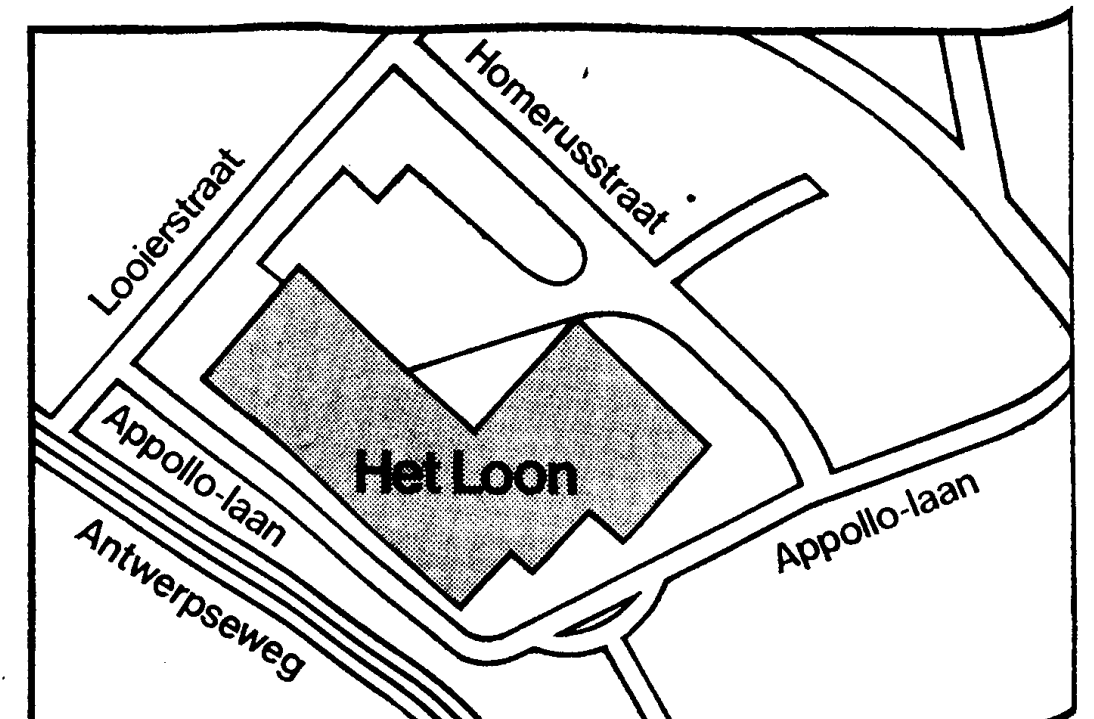 Homerusstraat
Looierstraat
Het Loon
Appollo-laan
Appollo-laan
Antwerpseweg